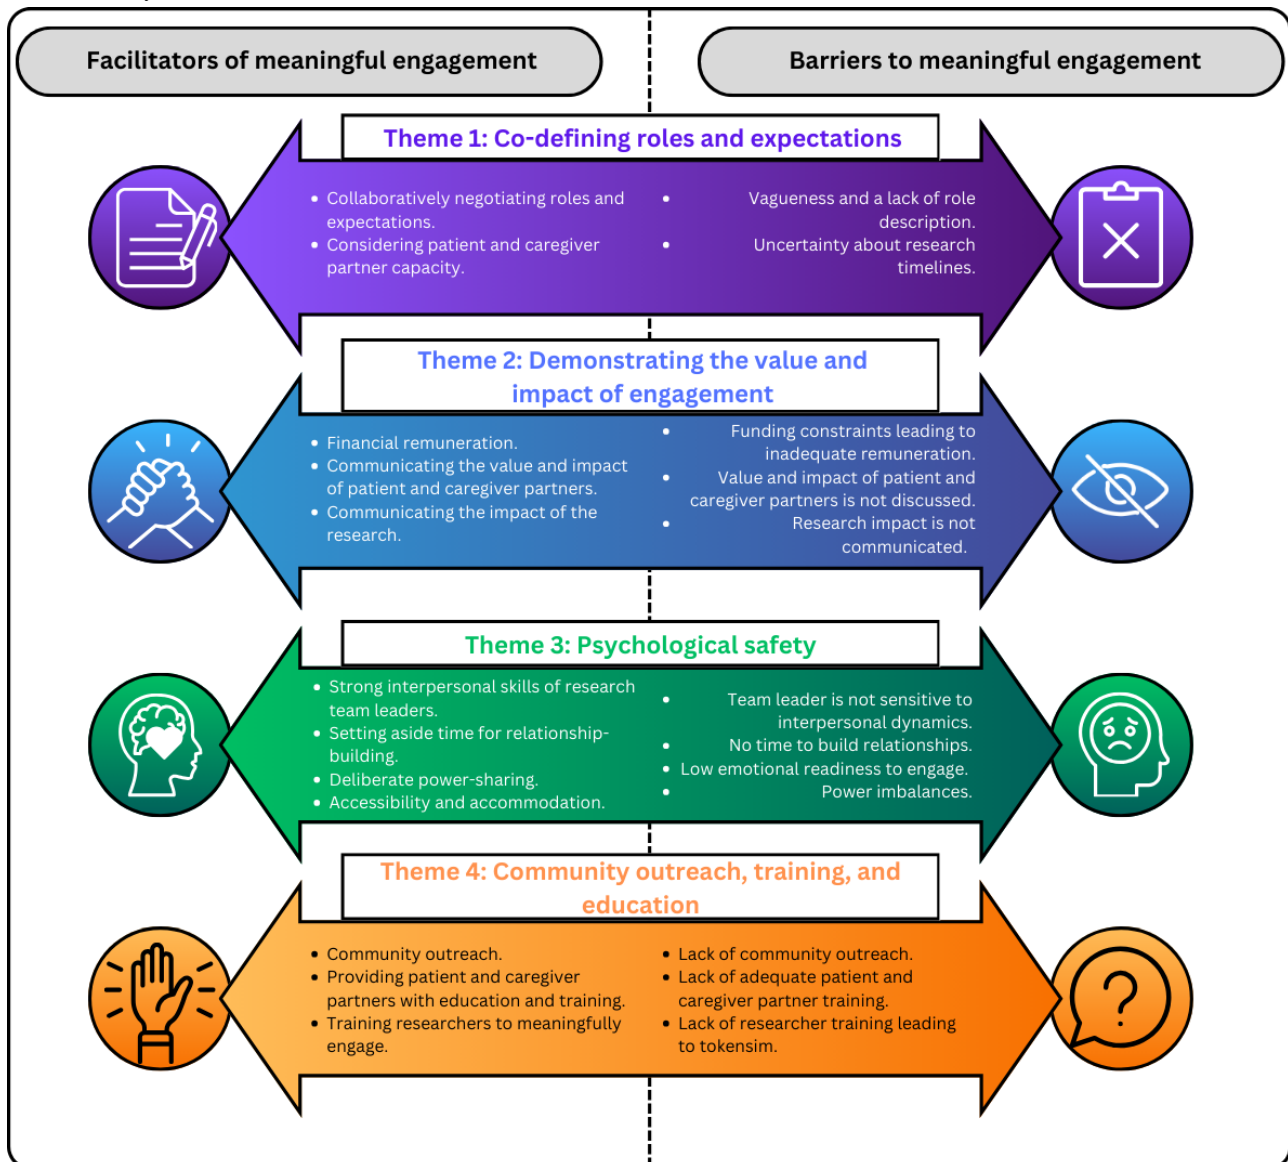 Facilitators of meaningful engagement
Barriers to meaningful engagement
Theme 1: Co-defining roles and expectations
• Collaboratively negotiating roles and
expectations.
• Considering patient and caregiver
partner capacity.
• Vagueness and a lack of role
description.
• Uncertainty about research
timelines.
Theme 2: Demonstrating the value and
impact of engagement
• Financial remuneration.
• Communicating the value and impact
of patient and caregiver partners.
• Communicating the impact of the
research.
• Funding constraints leading to
inadequate remuneration.
• Value and impact of patient and
caregiver partners is not discussed.
• Research impact is not
communicated.
Theme 3: Psychological safety
• Strong interpersonal skills of research
team leaders.
• Setting aside time for relationship-
building.
• Deliberate power-sharing.
• Accessibility and accommodation.
• Team leader is not sensitive to
interpersonal dynamics.
• No time to build relationships.
• Low emotional readiness to engage.
• Power imbalances.
Theme 4: Community outreach, training, and
education
• Community outreach.
• Providing patient and caregiver
partners with education and training.
• Training researchers to meaningfully
engage.
• Lack of community outreach.
• Lack of adequate patient and
caregiver partner training.
• Lack of researcher training leading
to tokensim.